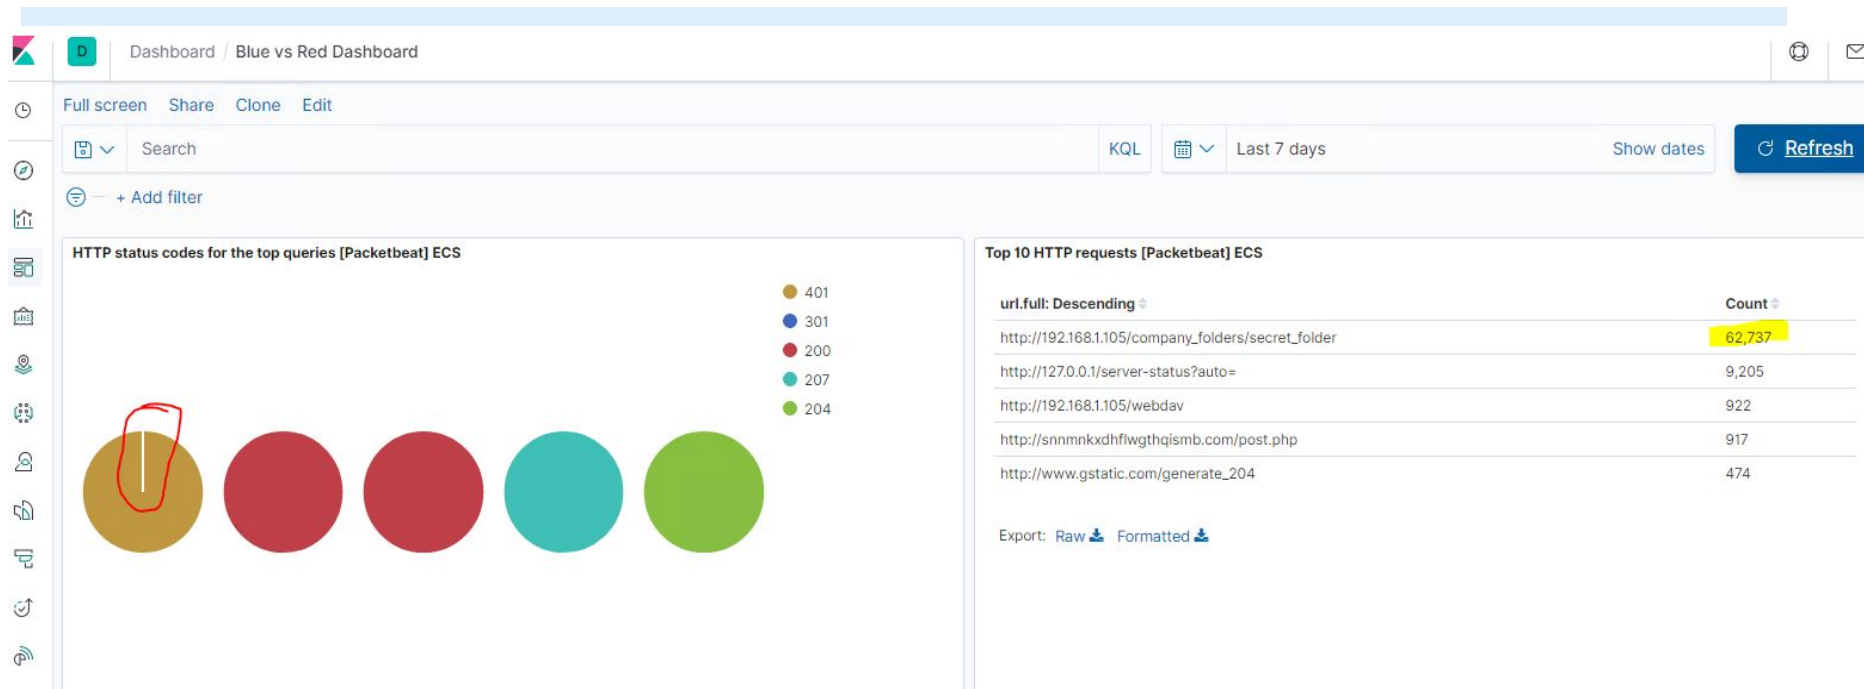 D Dashboard / Blue vs Red Dashboard
Full screen Share Clone Edit
Search KQL Last 7 days Show dates Refresh
+ Add filter
HTTP status codes for the top queries [Packetbeat] ECS
401
301
200
207
204
Top 10 HTTP requests [Packetbeat] ECS
url.full: Descending Count
http://192.168.1.105/company_folders/secret_folder 62,737
http://127.0.0.1/server-status?auto= 9,205
http://192.168.1.105/webdav 922
http://snnmnkxdhflwgthqismb.com/post.php 917
http://www.gstatic.com/generate_204 474
Export: Raw Formatted